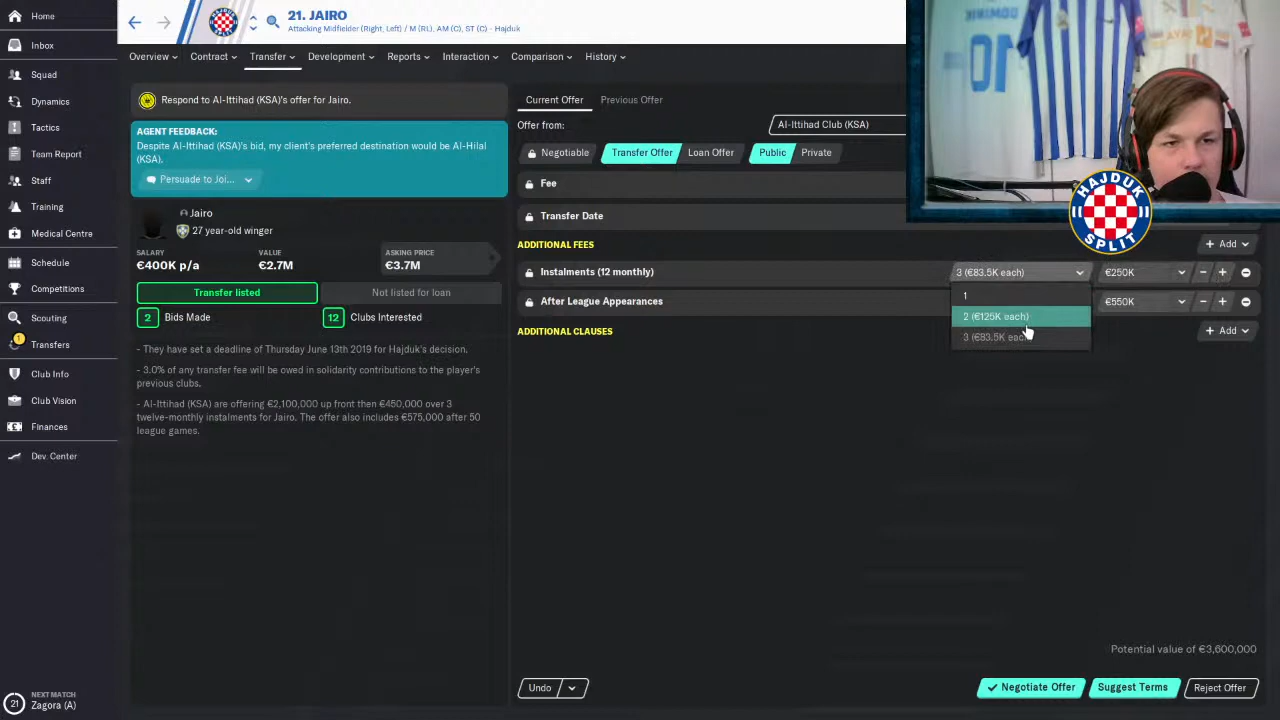 Home
Inbox
Squad
Dynamics
Tactics
Team Report
Staff
Training
Medical Centre
Schedule
Competitions
Scouting
1
Transfers
Club Info
Club Vision
Finances
Dev. Center
21
NEXT MATCH
Zagora (A)
21. JAIRO
Attacking Midfielder (Right, Left) / M (RL), AM (C), ST (C) - Hajduk
Overview
Contract
Transfer
Development
Reports
Interaction
Comparison
History
Respond to Al-Ittihad (KSA)'s offer for Jairo.
AGENT FEEDBACK:
Despite Al-Ittihad (KSA)'s bid, my client's preferred destination would be Al-Hilal
(KSA).
Persuade to Joi...
Jairo
27 year-old winger
SALARY
VALUE
ASKING PRICE
€400K p/a
€2.7M
€3.7M
Transfer listed
Not listed for loan
2 Bids Made
12 Clubs Interested
- They have set a deadline of Thursday June 13th 2019 for Hajduk's decision.
- 3.0% of any transfer fee will be owed in solidarity contributions to the player's
previous clubs.
- Al-Ittihad (KSA) are offering €2,100,000 up front then €450,000 over 3
twelve-monthly instalments for Jairo. The offer also includes €575,000 after 50
league games.
Current Offer
Previous Offer
Offer from:
Al-Ittihad Club (KSA)
Negotiable
Transfer Offer
Loan Offer
Public
Private
Fee
Transfer Date
ADDITIONAL FEES
+ Add
Instalments (12 monthly)
3 (€83.5K each)
€250K
1
2 (€125K each)
3 (€83.5K each)
After League Appearances
€550K
ADDITIONAL CLAUSES
+ Add
Potential value of €3,600,000
Undo
Negotiate Offer
Suggest Terms
Reject Offer
10
HAJDUK
SPLIT